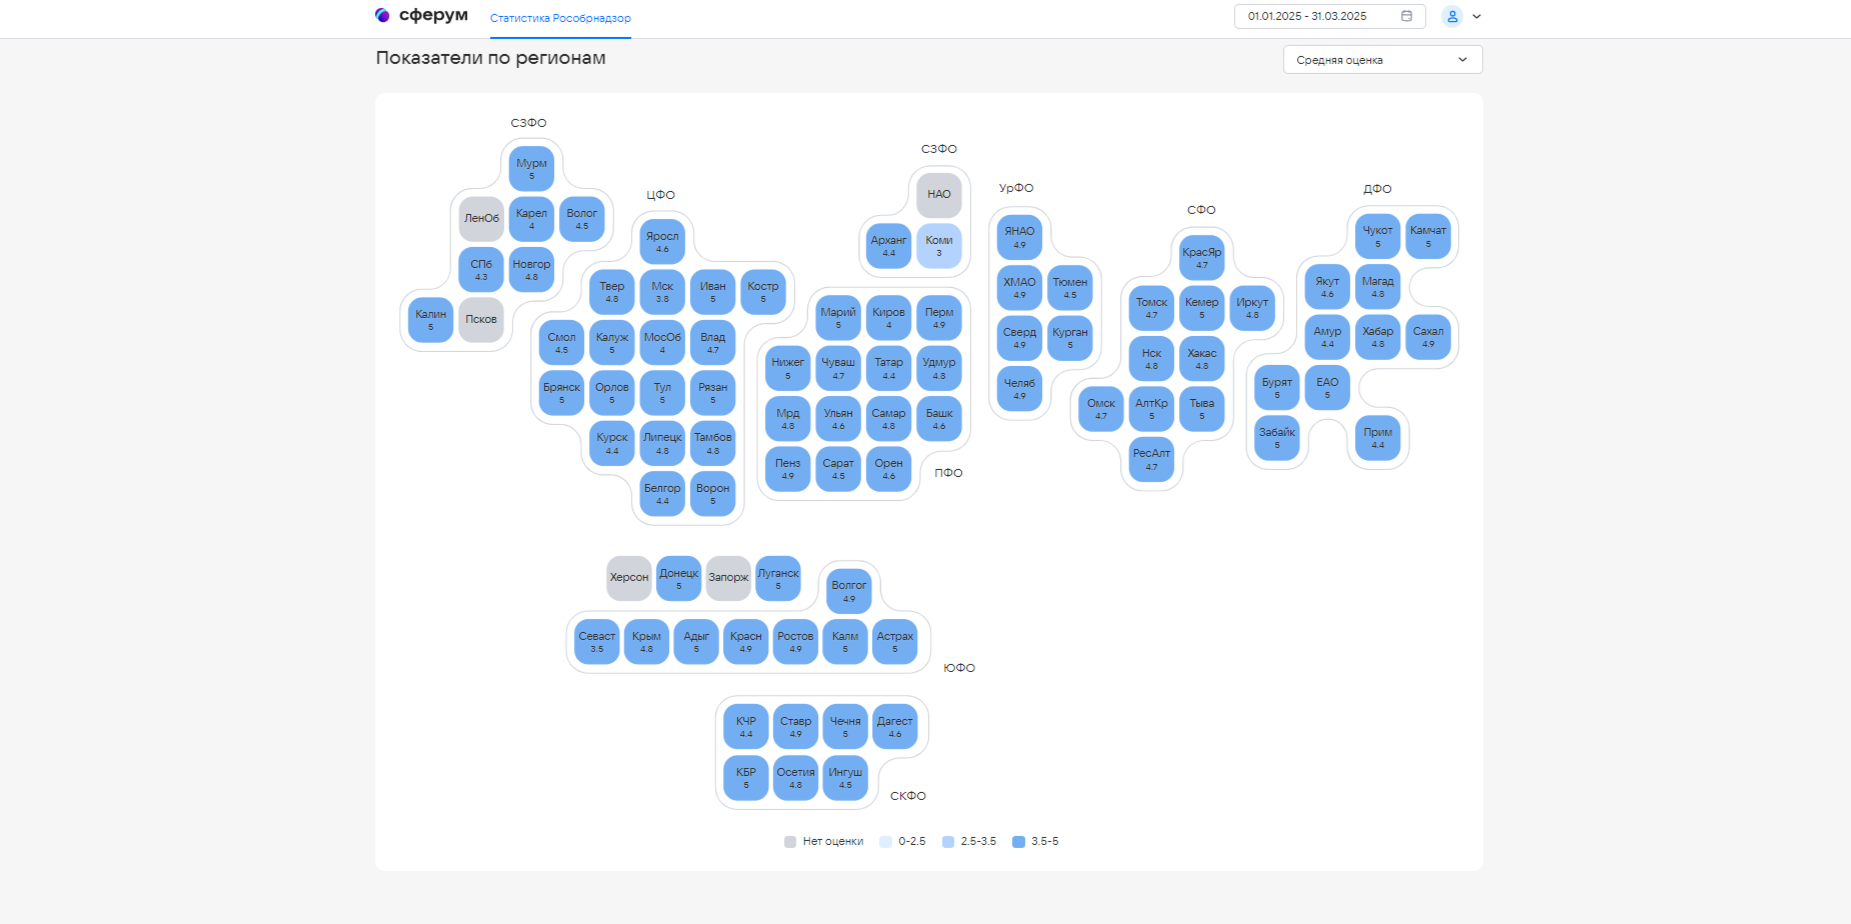 сферум
Статистика Рособрнадзор
01.01.2025 - 31.03.2025
Показатели по регионам
Средняя оценка
СЗФО
Мурм
5
ЛенОб
Карел
4
Волог
4.5
СПб
4.3
Новгор
4.8
Калин
5
Псков
ЦФО
Яросл
4.6
Твер
4.8
Мск
3.8
Иван
5
Костр
5
Смол
4.5
Калуж
5
МосОб
4
Влад
4.7
Брянск
5
Орлов
5
Тул
5
Рязан
5
Курск
4.4
Липецк
4.8
Тамбов
4.8
Белгор
4.4
Ворон
5
СЗФО
НАО
Арханг
4.4
Коми
3
Марий
5
Киров
4
Перм
4.9
Нижег
5
Чуваш
4.7
Татар
4.4
Удмур
4.8
Мрд
4.8
Ульян
4.6
Самар
4.8
Башк
4.6
Пенз
4.9
Сарат
4.5
Орен
4.6
ПФО
УрФО
ЯНАО
4.9
ХМАО
4.9
Тюмен
4.5
Сверд
4.9
Курган
5
Челяб
4.9
СФО
КрасЯр
4.7
Томск
4.7
Кемер
5
Иркут
4.8
Нск
4.8
Хакас
4.8
Омск
4.7
АлтКр
5
Тыва
5
РесАлт
4.7
ДФО
Чукот
5
Камчат
5
Якут
4.6
Магад
4.8
Амур
4.4
Хабар
4.8
Сахал
4.9
Бурят
5
ЕАО
5
Забайк
5
Прим
4.4
Херсон
Донецк
5
Запорж
Луганск
5
Волгог
4.9
Севаст
3.5
Крым
4.8
Адыг
5
Красн
4.9
Ростов
4.9
Калм
5
Астрах
5
ЮФО
КЧР
4.4
Ставр
4.9
Чечня
5
Дагест
4.6
КБР
5
Осетия
4.8
Ингуш
4.5
СКФО
Нет оценки
0-2.5
2.5-3.5
3.5-5